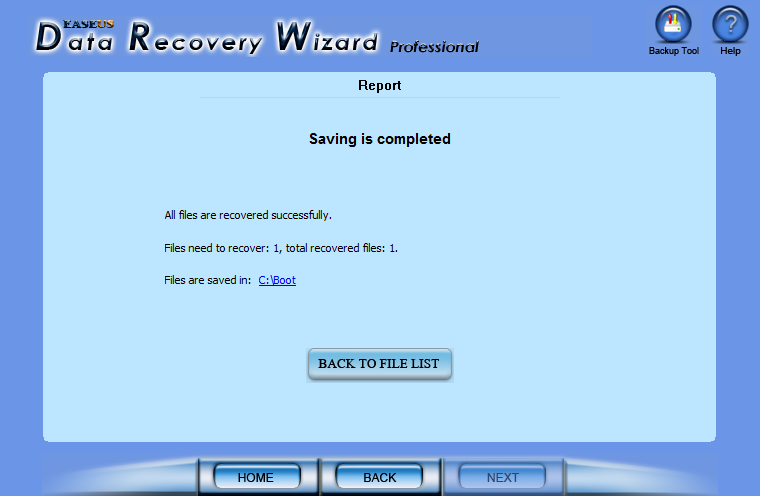 EASEUS
Data Recovery Wizard Professional
Backup Tool
Help
Report
Saving is completed
All files are recovered successfully.
Files need to recover: 1, total recovered files: 1.
Files are saved in: C:\Boot
BACK TO FILE LIST
HOME
BACK
NEXT